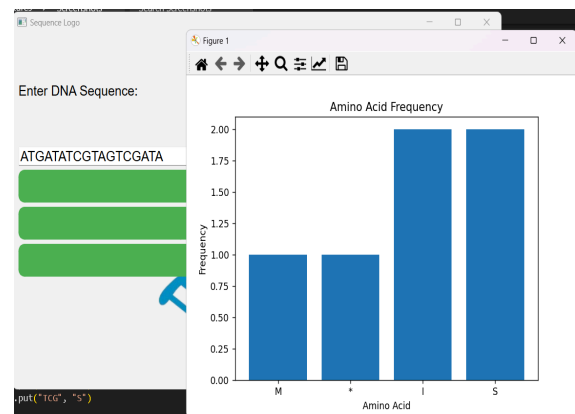 Sequence Logo
Figure 1
Enter DNA Sequence:
ATGATATCGTAGTCGATA
Amino Acid Frequency
2.00
1.75
1.50
1.25
1.00
0.75
0.50
0.25
0.00
Frequency
M * I S
Amino Acid
.put("TCG", "S")